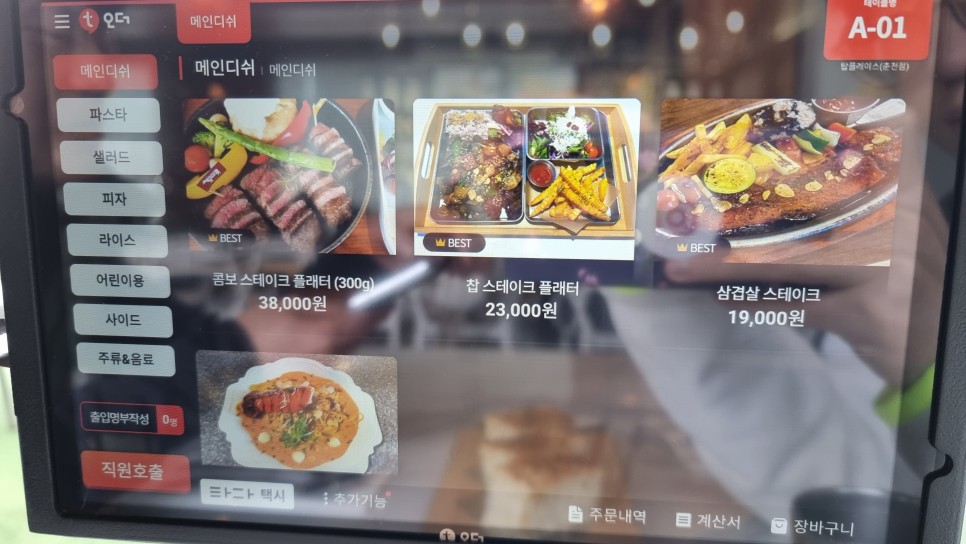 t 오더
메인디쉬
테이블명
A-01
탑플레이스(춘천점)
메인디쉬
메인디쉬 | 메인디쉬
파스타
샐러드
피자
라이스
어린이용
사이드
주류&음료
BEST
콤보 스테이크 플래터 (300g)
38,000원
BEST
찹 스테이크 플래터
23,000원
BEST
삼겹살 스테이크
19,000원
출입명부작성 0명
직원호출
택시
추가기능
주문내역
계산서
장바구니
t 오더